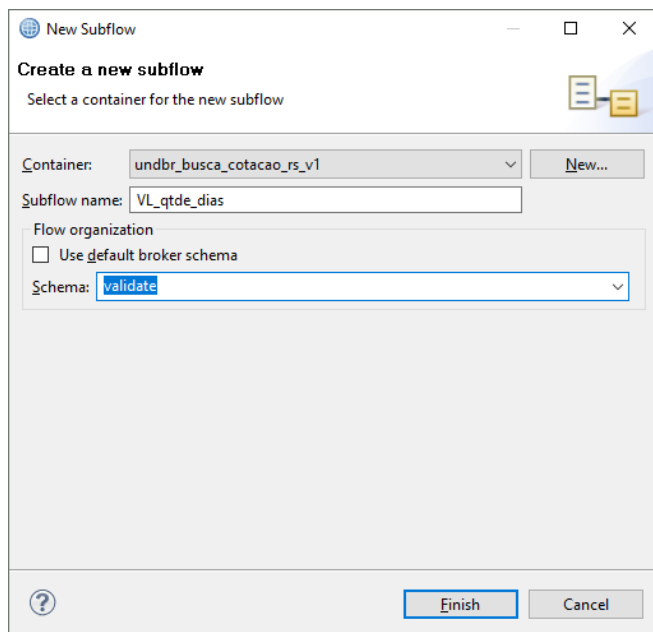 New Subflow
Create a new subflow
Select a container for the new subflow
Container: undbr_busca_cotacao_rs_v1 New...
Subflow name: VL_qtde_dias
Flow organization
Use default broker schema
Schema: validate
? Finish Cancel